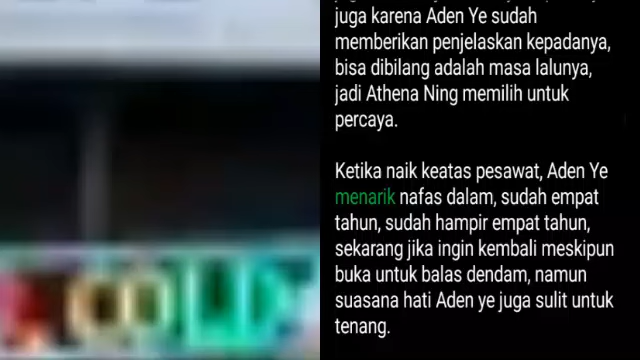 juga karena Aden Ye sudah
memberikan penjelaskan kepadanya,
bisa dibilang adalah masa lalunya,
jadi Athena Ning memilih untuk
percaya.
Ketika naik keatas pesawat, Aden Ye
menarik nafas dalam, sudah empat
tahun, sudah hampir empat tahun,
sekarang jika ingin kembali meskipun
buka untuk balas dendam, namun
suasana hati Aden ye juga sulit untuk
tenang.